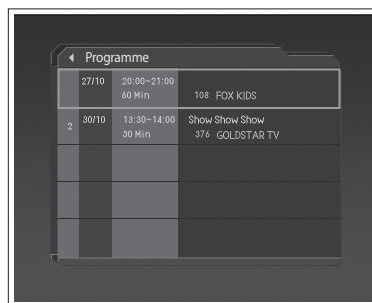 Programme
27/10 20:00~21:00
60 Min 108 FOX KIDS
2 30/10 13:30~14:00 Show Show Show
30 Min 376 GOLDSTAR TV